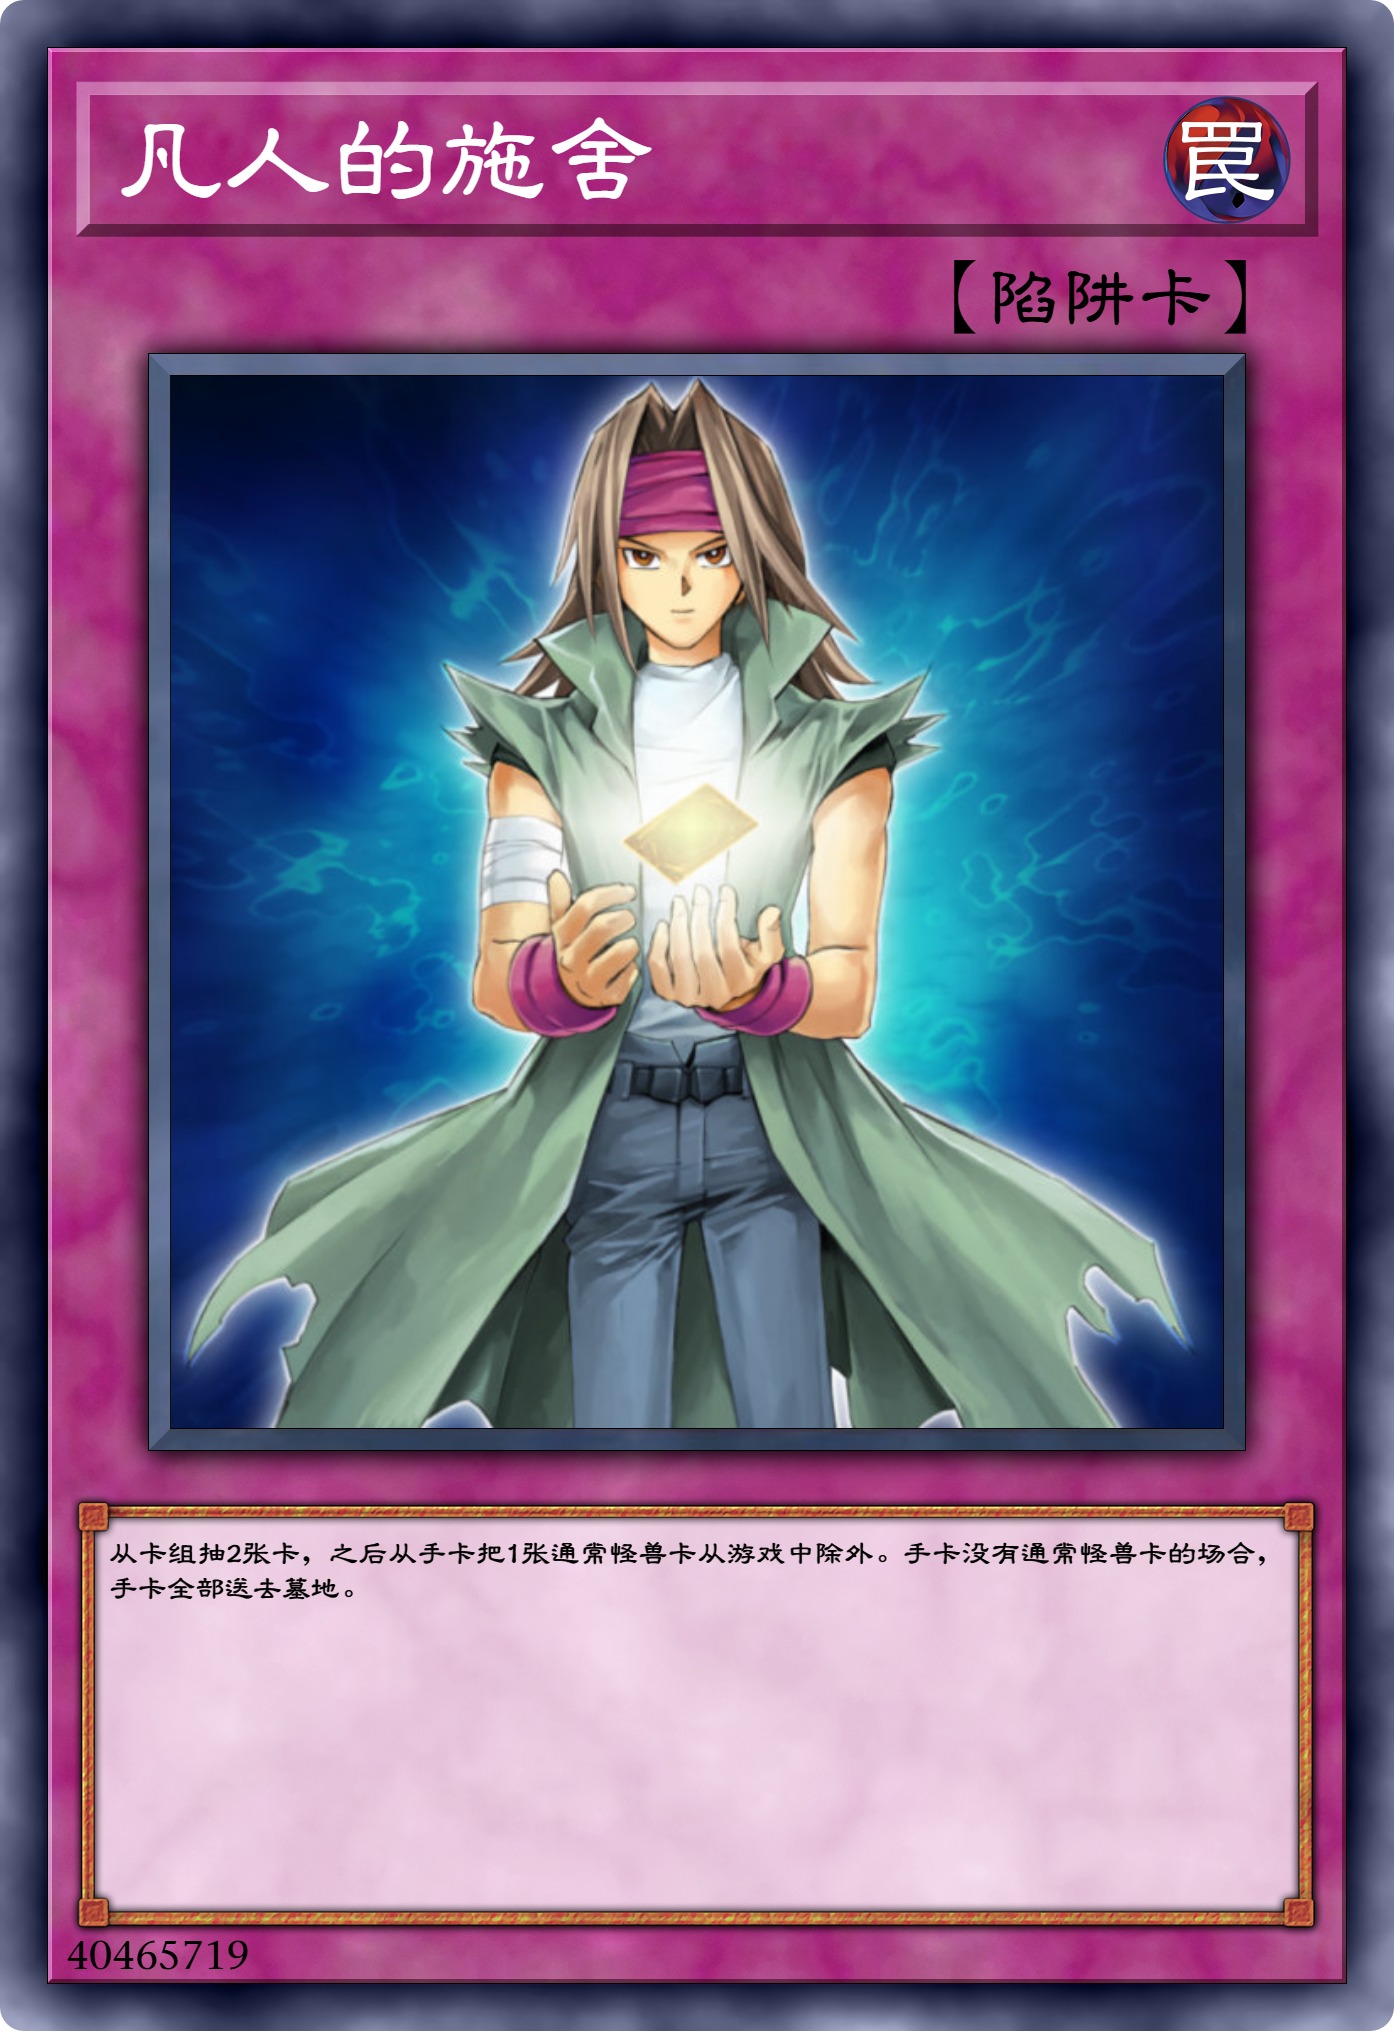 凡人的施舍
罠
【陷阱卡】
从卡组抽2张卡，之后从手卡把1张通常怪兽卡从游戏中除外。手卡没有通常怪兽卡的场合，
手卡全部送去墓地。
40465719